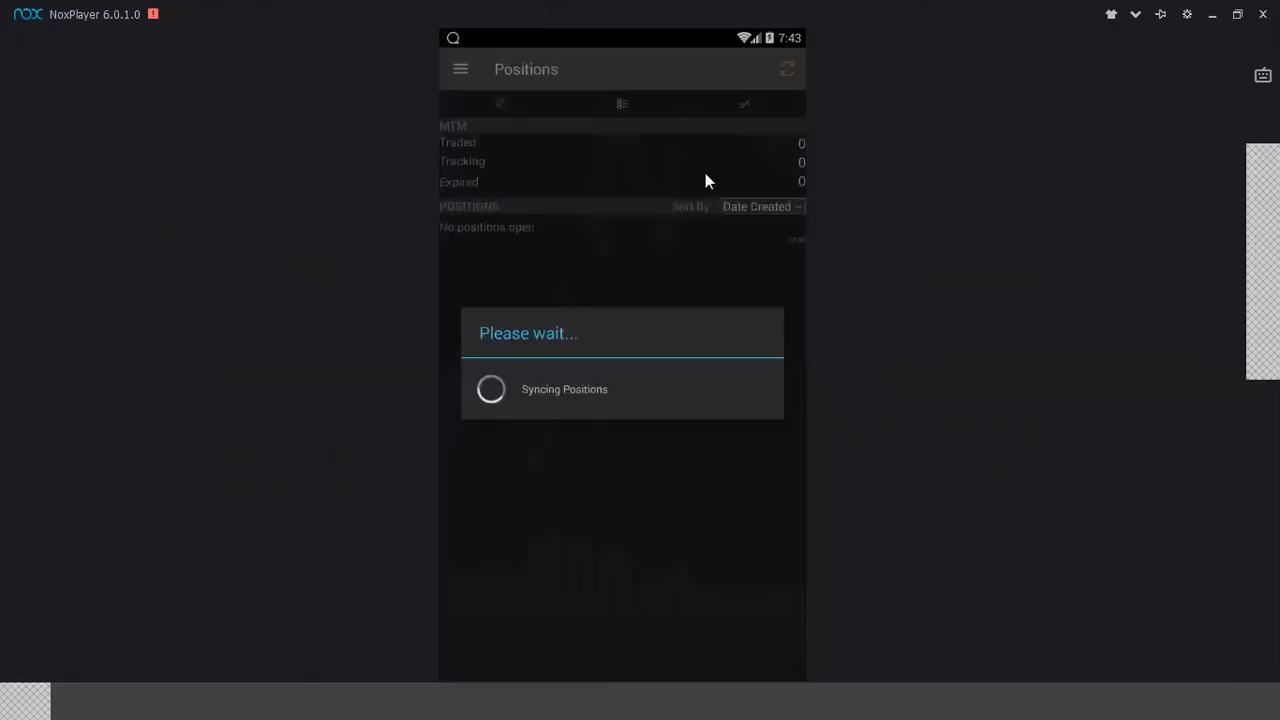 nox NoxPlayer 6.0.1.0
7:43
Positions
MTM
Traded 0
Tracking 0
Expired 0
POSITIONS Sort By: Date Created
No positions open
Please wait...
Syncing Positions